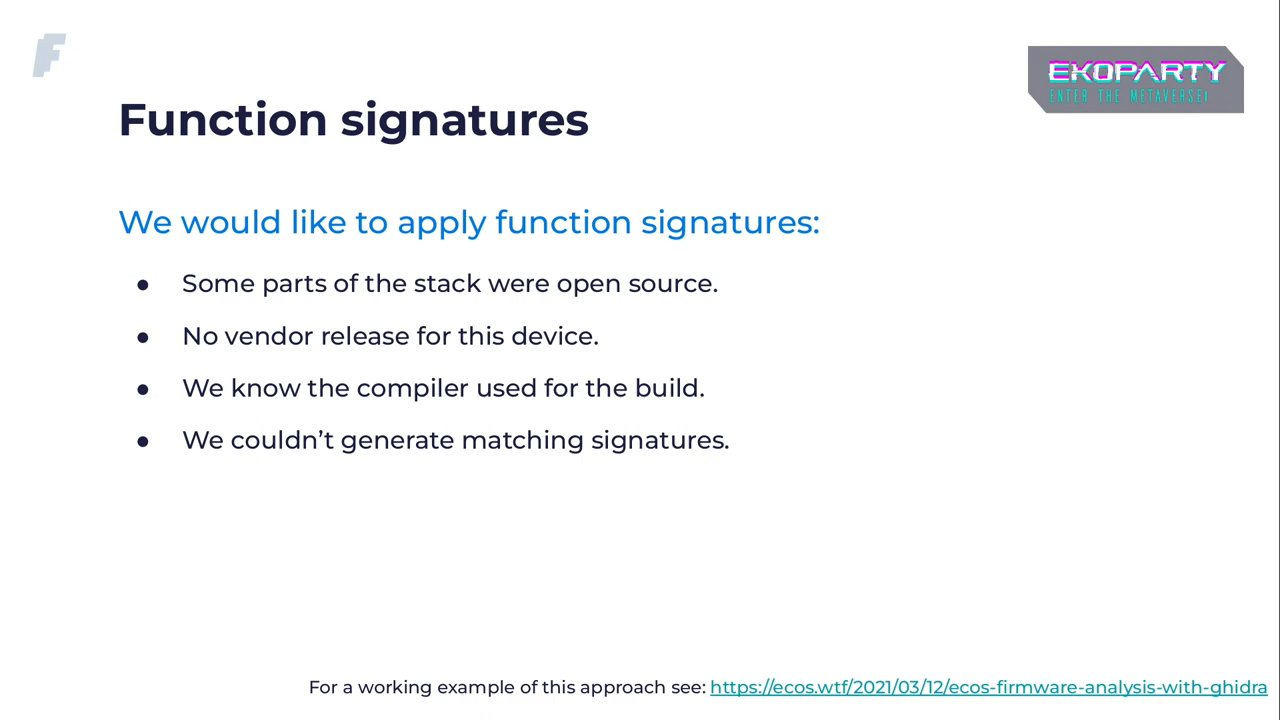 F
EKOPARTY
ENTER THE METAVERSE!
Function signatures
We would like to apply function signatures:
● Some parts of the stack were open source.
● No vendor release for this device.
● We know the compiler used for the build.
● We couldn’t generate matching signatures.
For a working example of this approach see: https://ecos.wtf/2021/03/12/ecos-firmware-analysis-with-ghidra